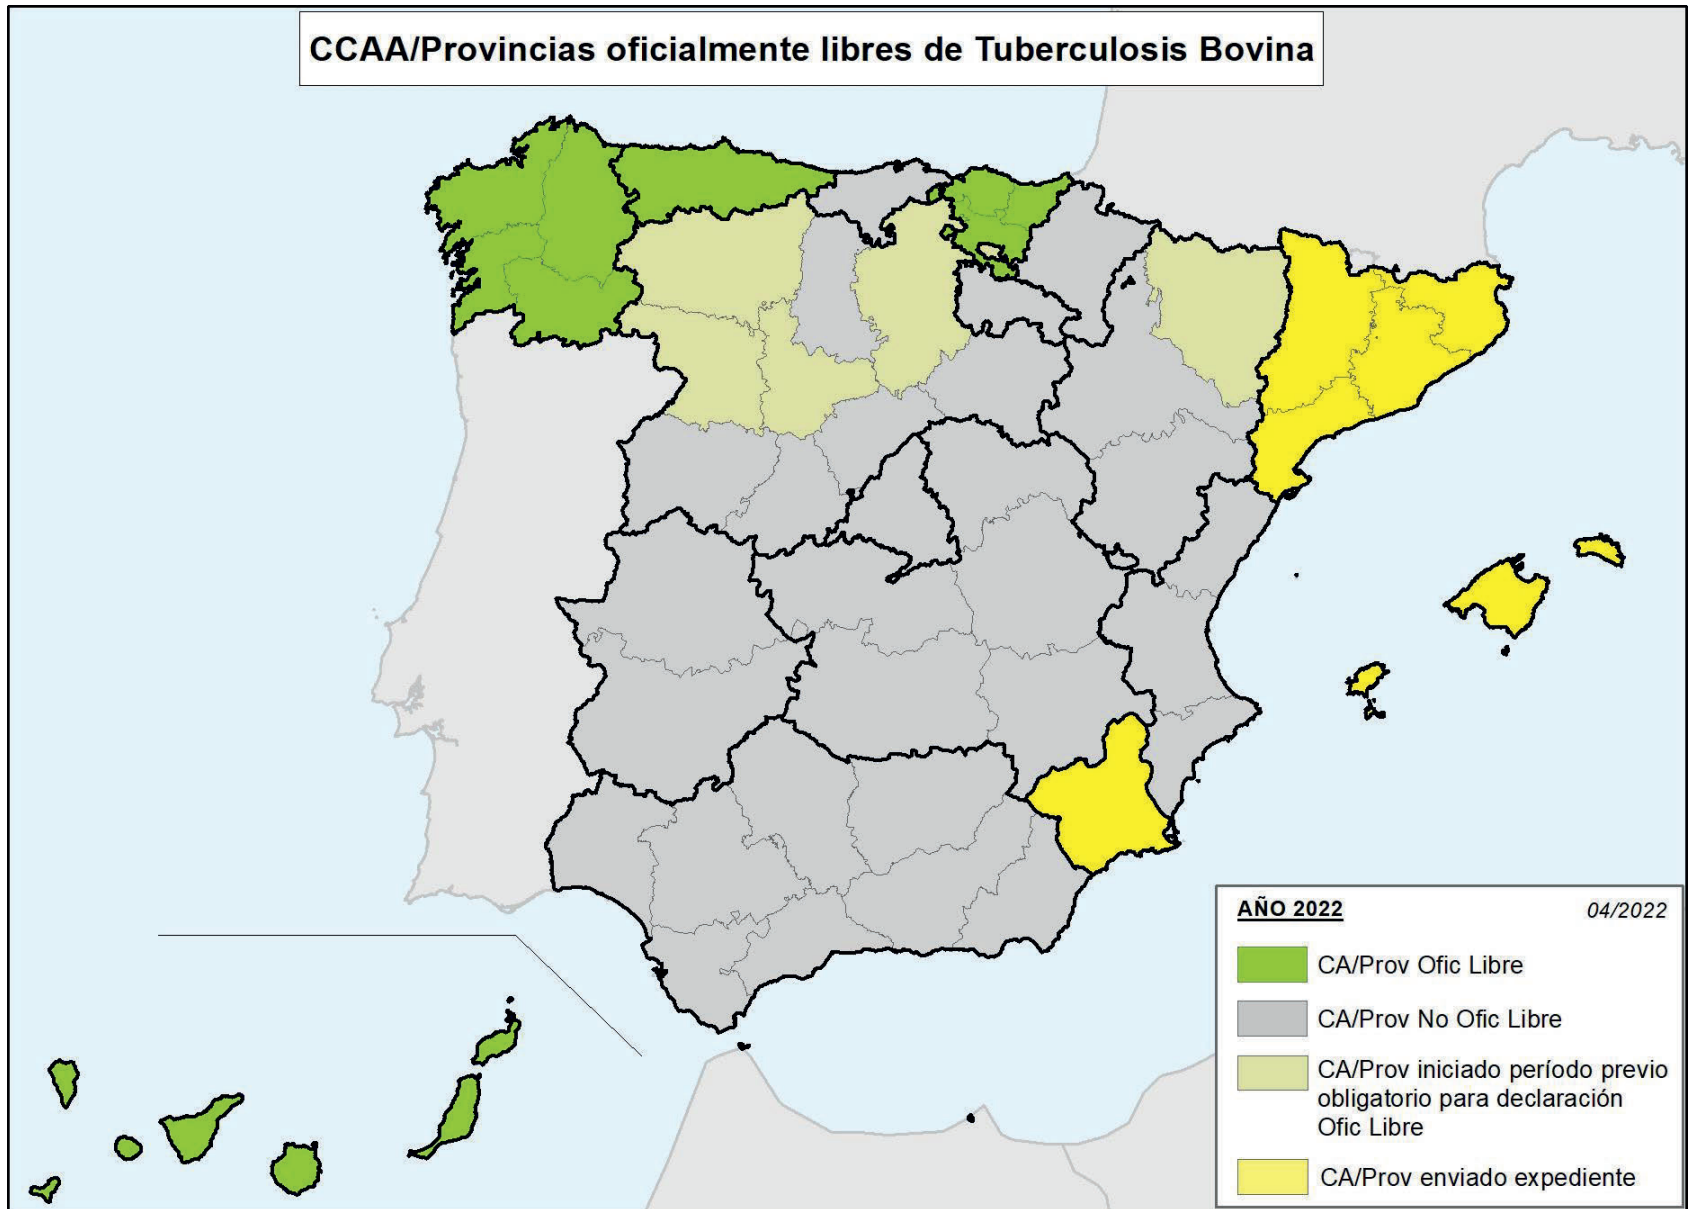 CCAA/Provincias oficialmente libres de Tuberculosis Bovina
AÑO 2022 04/2022
CA/Prov Ofic Libre
CA/Prov No Ofic Libre
CA/Prov iniciado período previo
obligatorio para declaración
Ofic Libre
CA/Prov enviado expediente